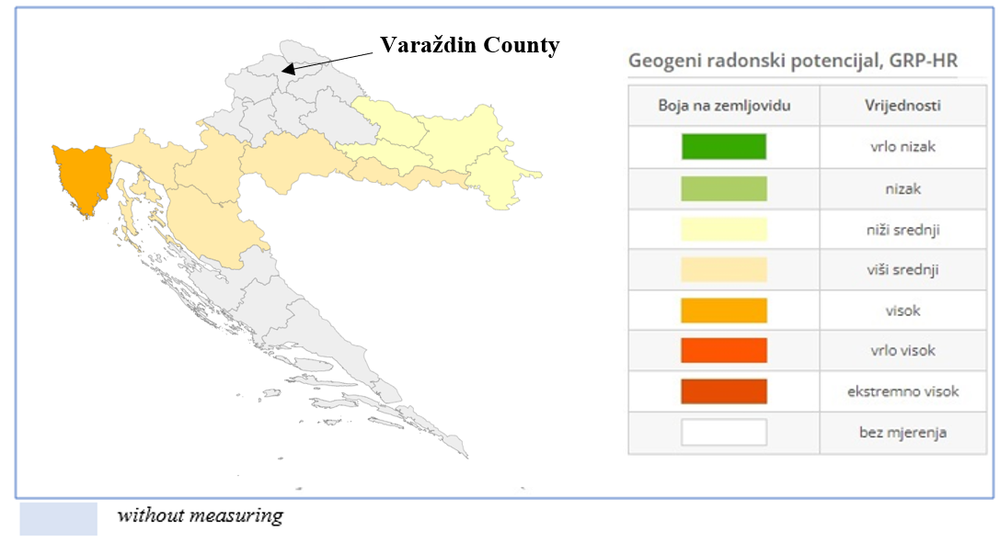 Varaždin County
Geogeni radonski potencijal, GRP-HR
Boja na zemljovidu Vrijednosti
vrlo nizak
nizak
niži srednji
viši srednji
visok
vrlo visok
ekstremno visok
bez mjerenja
without measuring